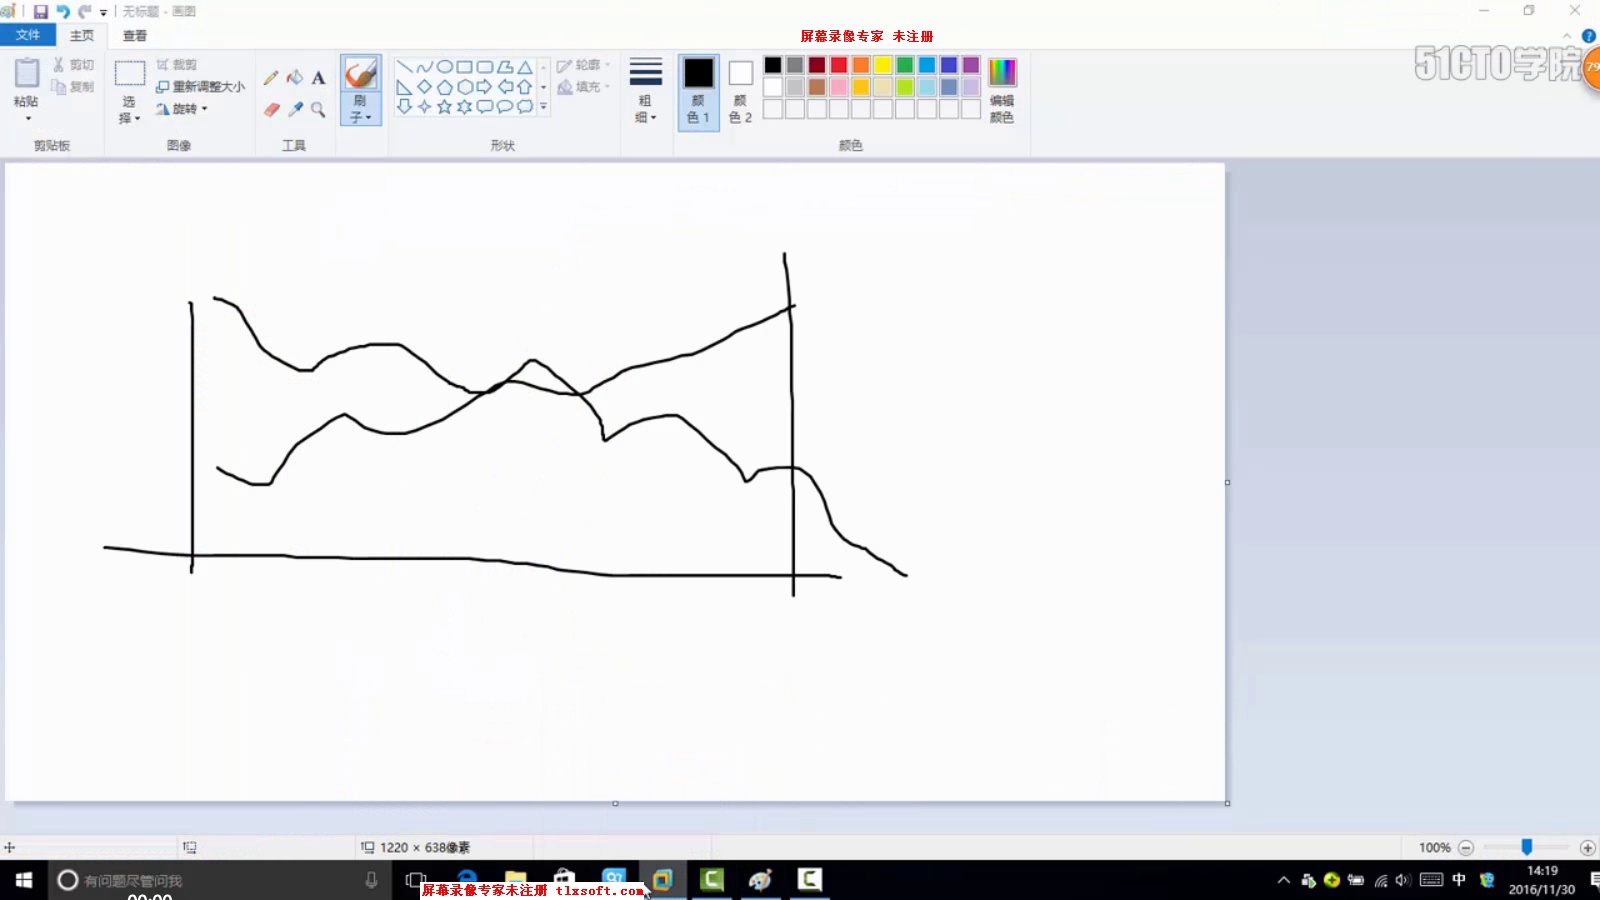 无标题 - 画图
文件 主页 查看
屏幕录像专家 未注册
51CTO学院
79
粘贴
剪切
复制
剪贴板
选择
裁剪
重新调整大小
旋转
图像
A
工具
刷子
形状
轮廓
填充
粗细
颜色 1
颜色 2
编辑颜色
颜色
1220 × 638像素
100%
有问题尽管问我
屏幕录像专家未注册 tlxsoft.com
中
14:19
2016/11/30